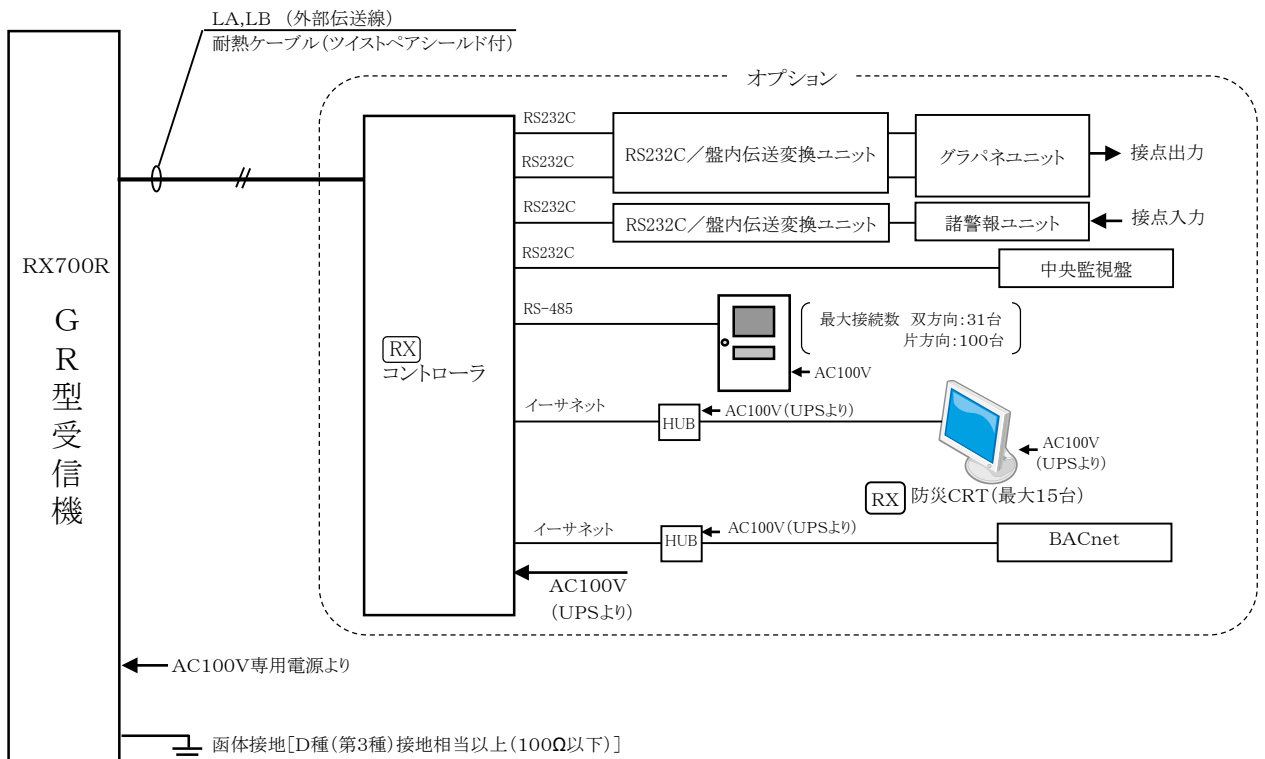 LA,LB （外部伝送線）
耐熱ケーブル（ツイストペアシールド付）
オプション
RX700R
GR型受信機
RX
コントローラ
RS232C
RS232C／盤内伝送変換ユニット
グラパネユニット
接点出力
RS232C
RS232C
RS232C／盤内伝送変換ユニット
諸警報ユニット
接点入力
RS232C
中央監視盤
RS-485
最大接続数 双方向：31台
片方向：100台
AC100V
イーサネット
HUB
AC100V（UPSより）
AC100V
（UPSより）
RX 防災CRT（最大15台）
イーサネット
HUB
AC100V（UPSより）
BACnet
AC100V
（UPSより）
AC100V専用電源より
函体接地［D種（第3種）接地相当以上（100Ω以下）］